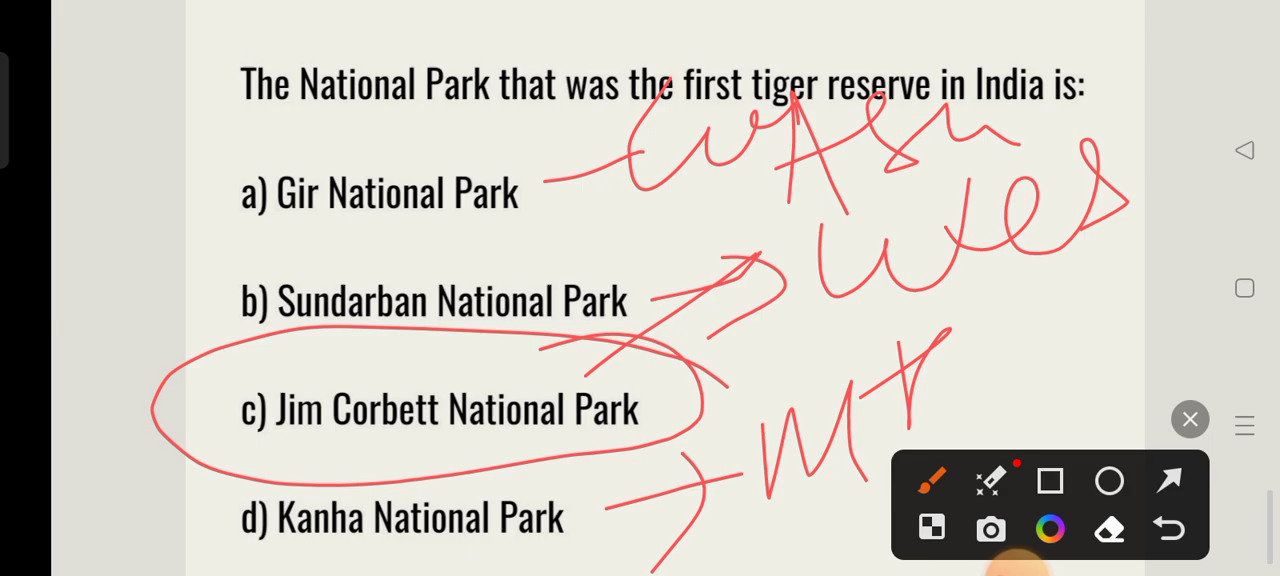 The National Park that was the first tiger reserve in India is:
a) Gir National Park
b) Sundarban National Park
c) Jim Corbett National Park
d) Kanha National Park